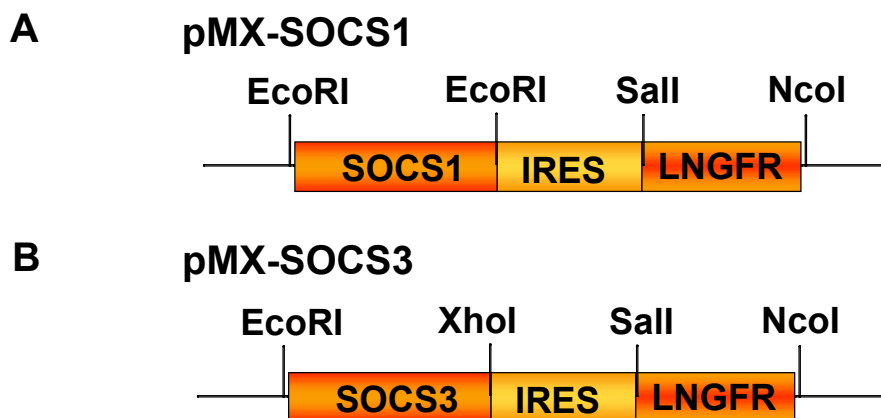 A pMX-SOCS1
EcoRI EcoRI SalI NcoI
SOCS1 IRES LNGFR
B pMX-SOCS3
EcoRI XhoI SalI NcoI
SOCS3 IRES LNGFR